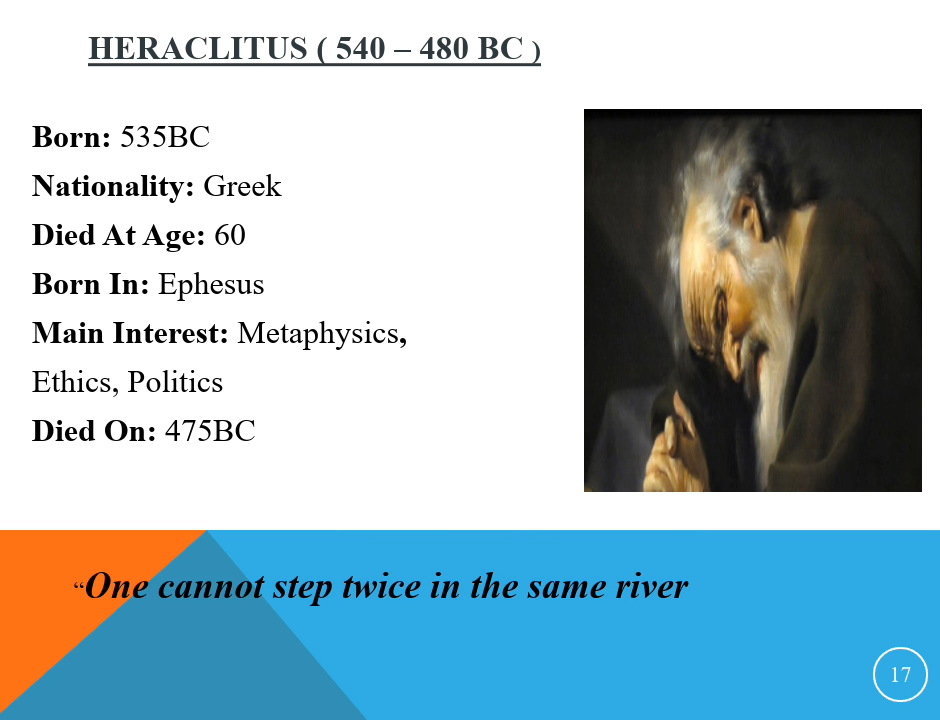 HERACLITUS ( 540 – 480 BC )
Born: 535BC
Nationality: Greek
Died At Age: 60
Born In: Ephesus
Main Interest: Metaphysics,
Ethics, Politics
Died On: 475BC
“One cannot step twice in the same river
17